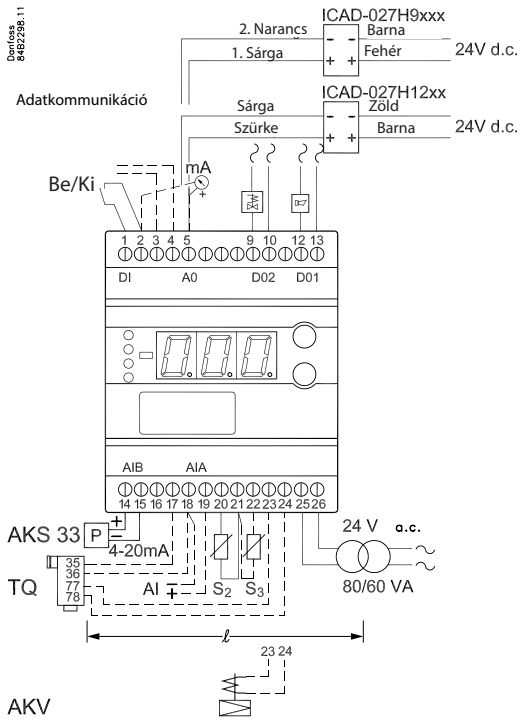 Danfoss
84B2298.11
ICAD-027H9xxx
2. Narancs
- -
Barna
1. Sárga
+ +
Fehér
24V d.c.
ICAD-027H12xx
Adatkommunikáció
Sárga
- -
Zöld
Szürke
+ +
Barna
24V d.c.
mA
Be/Ki
+
1 2 3 4 5 9 10 12 13
DI A0 D02 D01
AIB AIA
14 15 16 17 18 19 20 21 22 23 24 25 26
AKS 33 P + -
4-20mA
24 V a.c.
80/60 VA
TQ
35
36
77
78
AI - +
S2 S3
ℓ
23 24
AKV